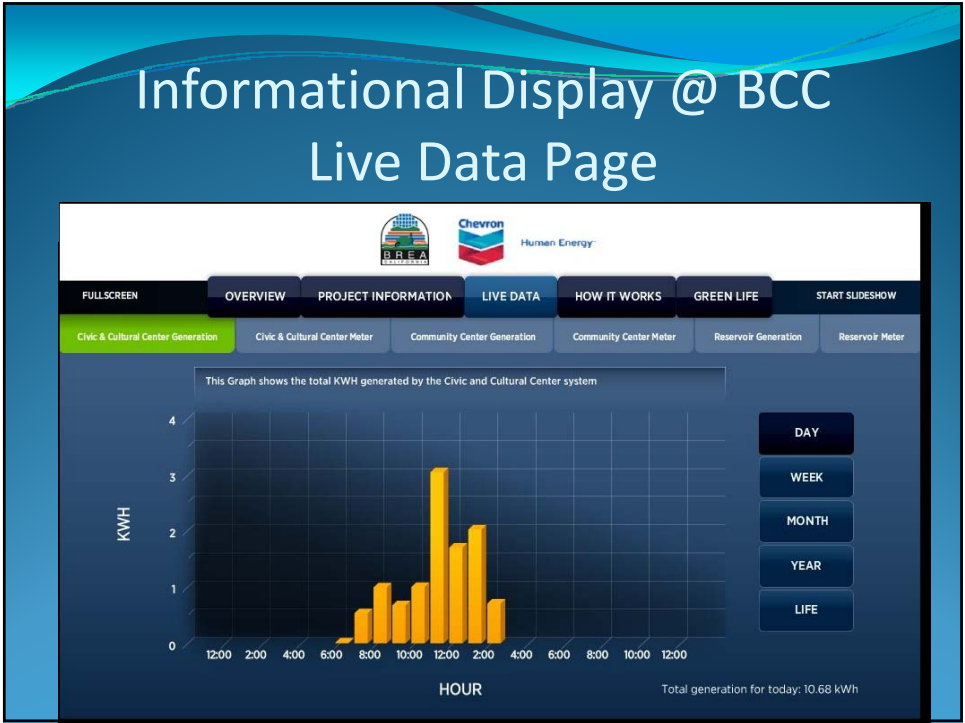 Informational Display @ BCC
Live Data Page
BREA
CALIFORNIA
Chevron
Human Energy
FULLSCREEN
OVERVIEW
PROJECT INFORMATION
LIVE DATA
HOW IT WORKS
GREEN LIFE
START SLIDESHOW
Civic & Cultural Center Generation
Civic & Cultural Center Meter
Community Center Generation
Community Center Meter
Reservoir Generation
Reservoir Meter
This Graph shows the total KWH generated by the Civic and Cultural Center system
4
3
2
1
0
KWH
12:00 2:00 4:00 6:00 8:00 10:00 12:00 2:00 4:00 6:00 8:00 10:00 12:00
HOUR
DAY
WEEK
MONTH
YEAR
LIFE
Total generation for today: 10.68 kWh